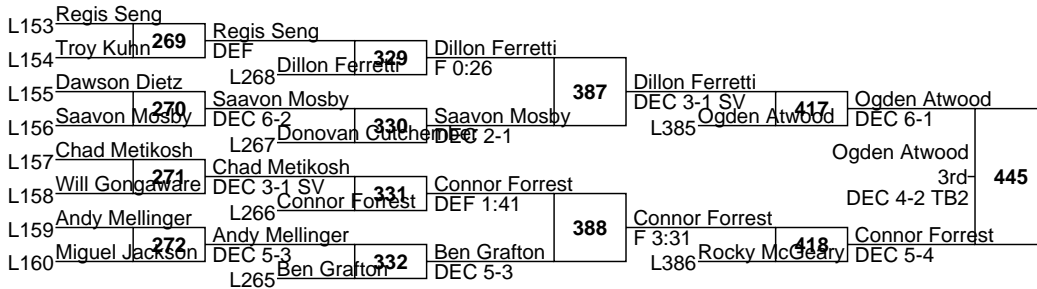 L153 Regis Seng
269
L154 Troy Kuhn
Regis Seng
DEF
L268 Dillon Ferretti
329
Dillon Ferretti
F 0:26
L155 Dawson Dietz
270
L156 Saavon Mosby
Saavon Mosby
DEC 6-2
L267 Donovan Cutchember
330
Saavon Mosby
DEC 2-1
387
Dillon Ferretti
DEC 3-1 SV
L385 Ogden Atwood
417
Ogden Atwood
DEC 6-1
L157 Chad Metikosh
271
L158 Will Gongaware
Chad Metikosh
DEC 3-1 SV
L266 Connor Forrest
331
Connor Forrest
DEF 1:41
L159 Andy Mellinger
272
L160 Miguel Jackson
Andy Mellinger
DEC 5-3
L265 Ben Grafton
332
Ben Grafton
DEC 5-3
388
Connor Forrest
F 3:31
L386 Rocky McGeary
418
Connor Forrest
DEC 5-4
Ogden Atwood
3rd
DEC 4-2 TB2
445